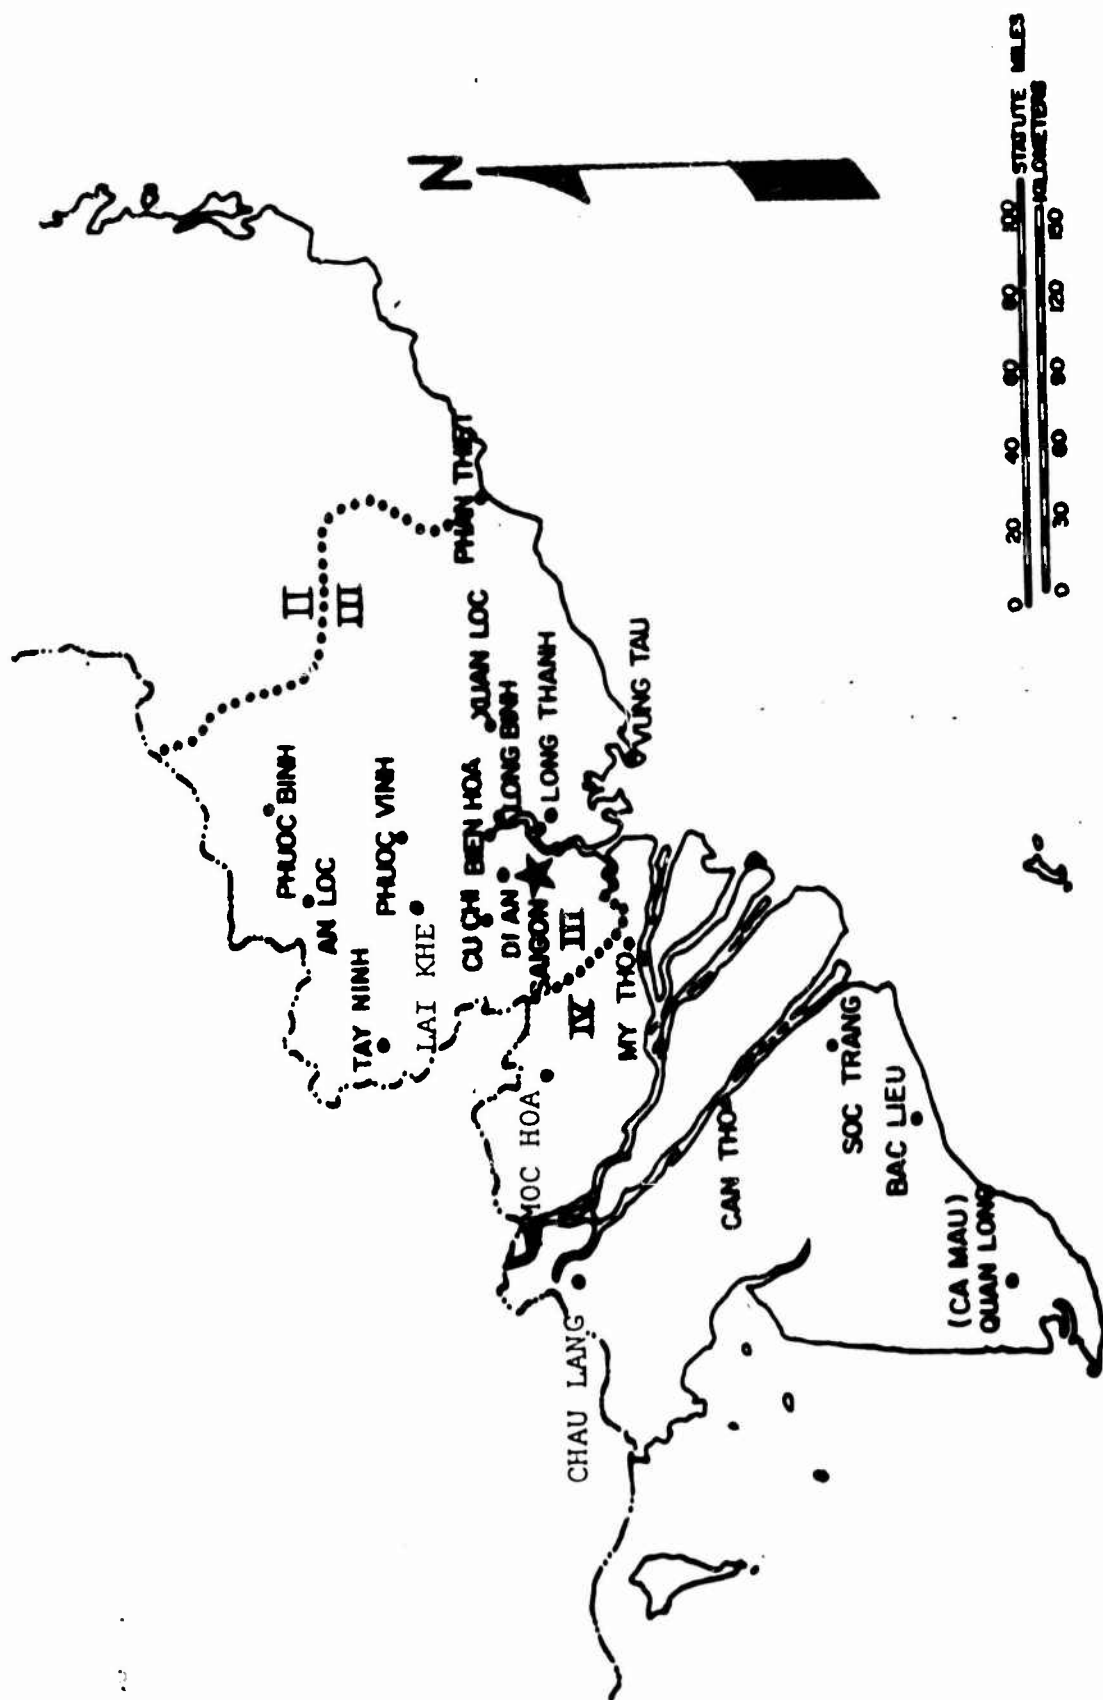 N
II
III
PHUOC BINH
AN LOC
PHUOC VINH
TAY NINH
LAI KHE
CU CHI
BIEN HOA
XUAN LOC
PHAN THIET
DI AN
LONG BINH
SAIGON
LONG THANH
III
IV
MOC HOA
MY THO
VUNG TAU
CHAU LANG
CAN THO
SOC TRANG
BAC LIEU
(CA MAU)
QUAN LONG
0 20 40 60 80 100 STATUTE MILES
0 30 60 90 120 150 KILOMETERS